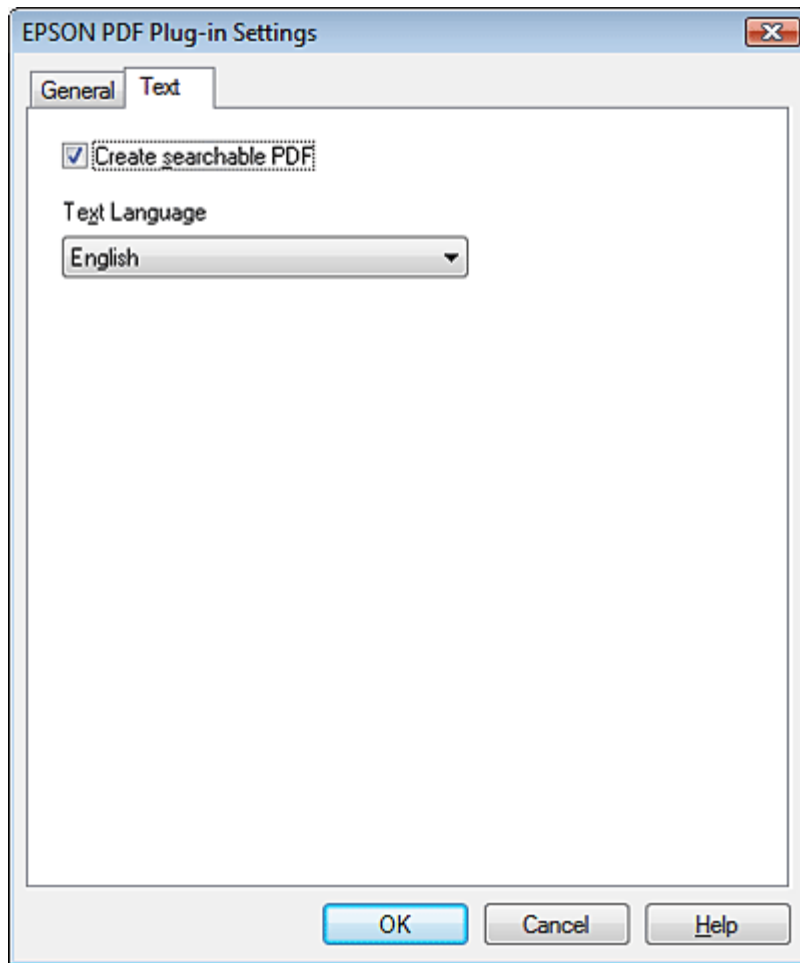 EPSON PDF Plug-in Settings
General Text
Create searchable PDF
Text Language
English
OK Cancel Help